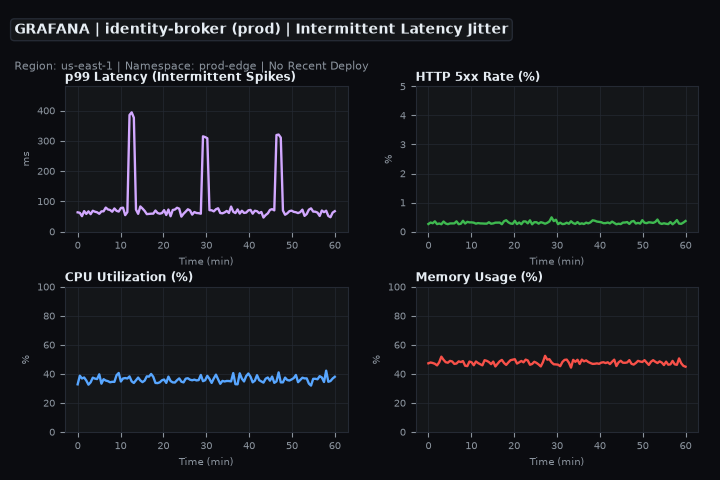 GRAFANA | identity-broker (prod) | Intermittent Latency Jitter
Region: us-east-1 | Namespace: prod-edge | No Recent Deploy
p99 Latency (Intermittent Spikes)
400
300
200
100
0
ms
0 10 20 30 40 50 60
Time (min)
HTTP 5xx Rate (%)
5
4
3
2
1
0
%
0 10 20 30 40 50 60
Time (min)
CPU Utilization (%)
100
80
60
40
20
0
%
0 10 20 30 40 50 60
Time (min)
Memory Usage (%)
100
80
60
40
20
0
%
0 10 20 30 40 50 60
Time (min)